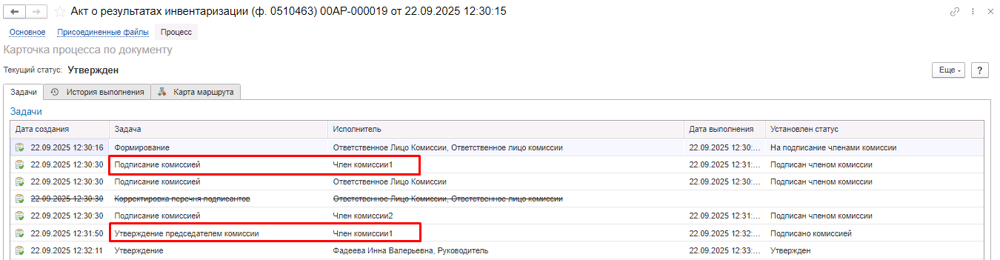 Акт о результатах инвентаризации (ф. 0510463) 00АР-000019 от 22.09.2025 12:30:15
Основное Присоединенные файлы Процесс
Карточка процесса по документу
Текущий статус: Утвержден
Еще ?
Задачи История выполнения Карта маршрута
Задачи
Дата создания Задача Исполнитель Дата выполнения Установлен статус
22.09.2025 12:30:16 Формирование Ответственное Лицо Комиссии, Ответственное лицо комиссии 22.09.2025 12:30:... На подписание членами комиссии
22.09.2025 12:30:30 Подписание комиссией Член комиссии1 22.09.2025 12:31:... Подписан членом комиссии
22.09.2025 12:30:30 Подписание комиссией Ответственное Лицо Комиссии 22.09.2025 12:30:... Подписан членом комиссии
22.09.2025 12:30:30 Корректировка перечня подписантов Ответственное Лицо Комиссии, Ответственное лицо комиссии
22.09.2025 12:30:30 Подписание комиссией Член комиссии2 22.09.2025 12:31:... Подписан членом комиссии
22.09.2025 12:31:50 Утверждение председателем комиссии Член комиссии1 22.09.2025 12:32:... Подписано комиссией
22.09.2025 12:32:11 Утверждение Фадеева Инна Валерьевна, Руководитель 22.09.2025 12:33:... Утвержден